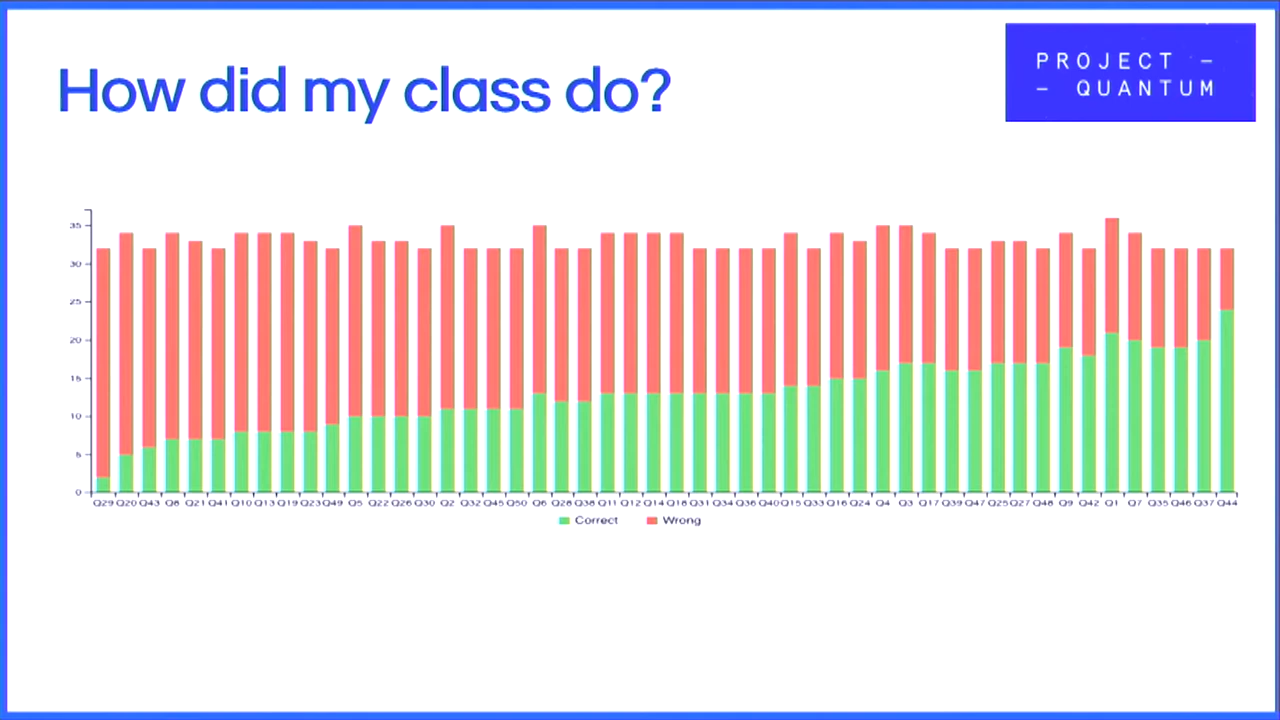 How did my class do?
PROJECT –
– QUANTUM
35
30
25
20
15
10
5
0
Q29 Q20 Q43 Q8 Q21 Q41 Q10 Q13 Q19 Q23 Q49 Q5 Q22 Q26 Q30 Q2 Q32 Q45 Q50 Q6 Q28 Q38 Q11 Q12 Q14 Q18 Q31 Q34 Q36 Q40 Q15 Q33 Q16 Q24 Q4 Q3 Q17 Q39 Q47 Q25 Q27 Q48 Q9 Q42 Q1 Q7 Q35 Q46 Q37 Q44
Correct Wrong